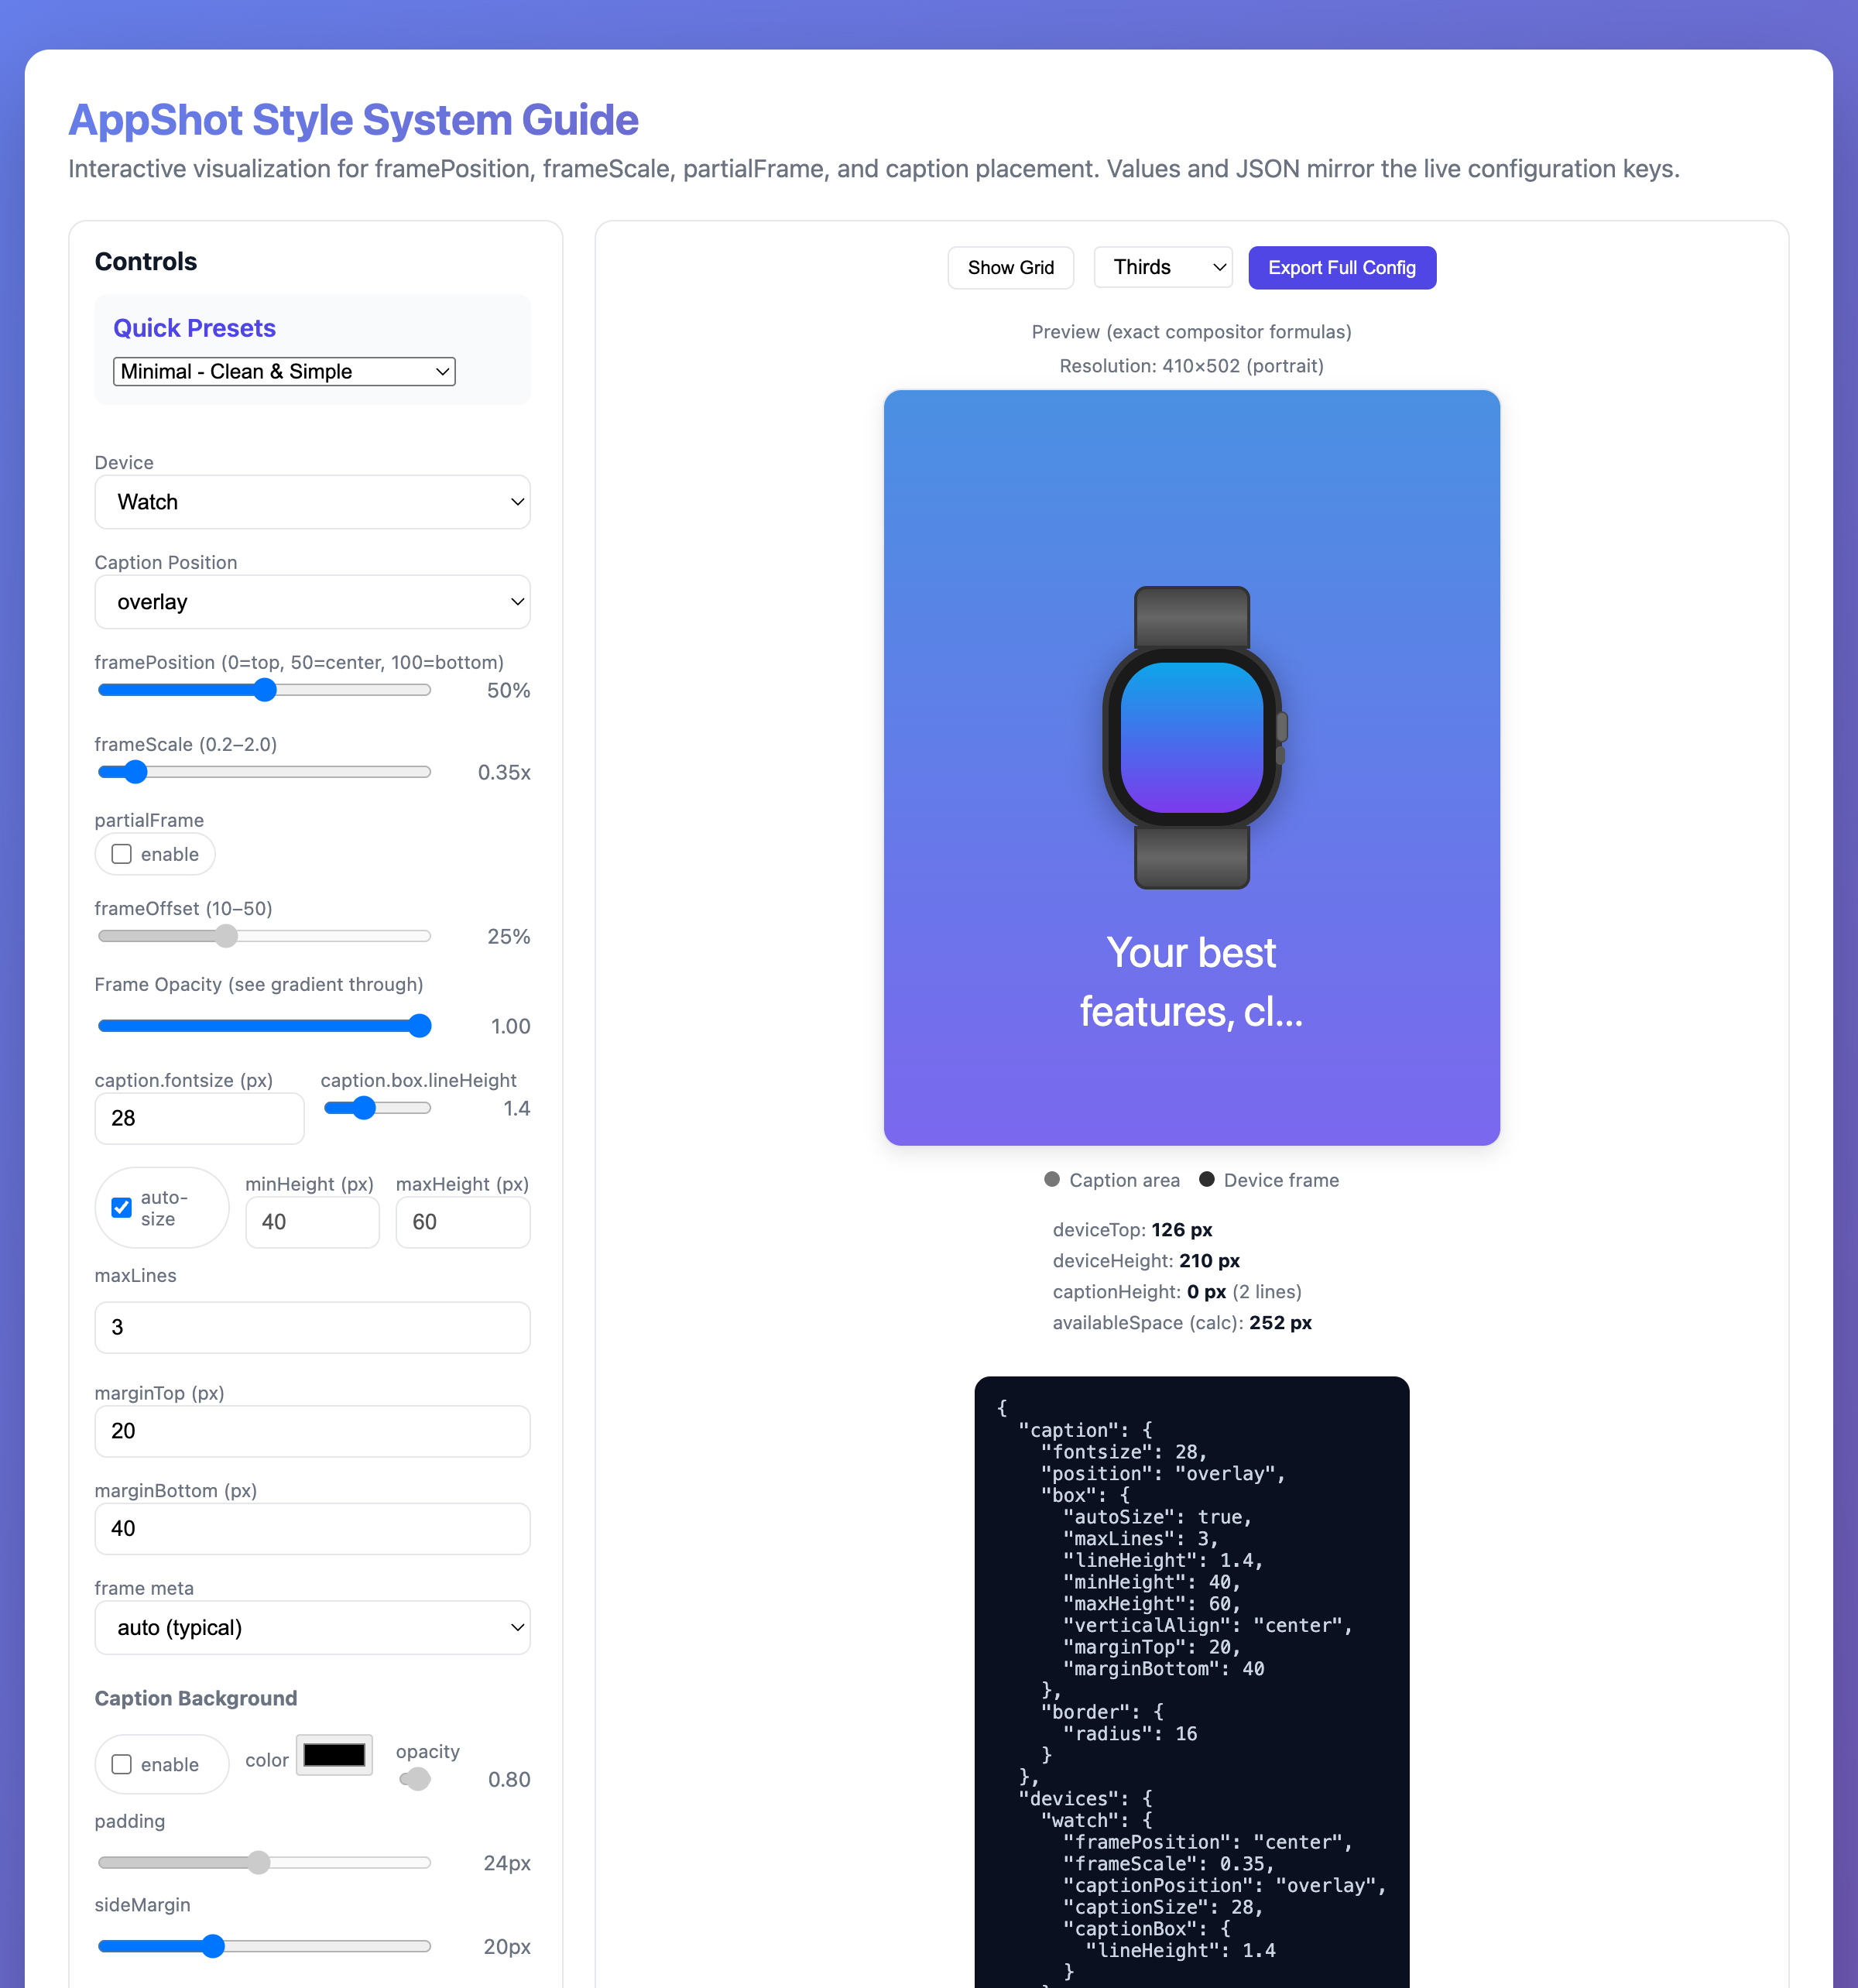 AppShot Style System Guide
Interactive visualization for framePosition, frameScale, partialFrame, and caption placement. Values and JSON mirror the live configuration keys.
Controls
Quick Presets
Minimal - Clean & Simple
Device
Watch
Caption Position
overlay
framePosition (0=top, 50=center, 100=bottom)
50%
frameScale (0.2–2.0)
0.35x
partialFrame
enable
frameOffset (10–50)
25%
Frame Opacity (see gradient through)
1.00
caption.fontsize (px)
28
caption.box.lineHeight
1.4
auto-
size
minHeight (px)
40
maxHeight (px)
60
maxLines
3
marginTop (px)
20
marginBottom (px)
40
frame meta
auto (typical)
Caption Background
enable
color
opacity
0.80
padding
24px
sideMargin
20px
Show Grid
Thirds
Export Full Config
Preview (exact compositor formulas)
Resolution: 410×502 (portrait)
Your best
features, cl...
Caption area
Device frame
deviceTop: 126 px
deviceHeight: 210 px
captionHeight: 0 px (2 lines)
availableSpace (calc): 252 px
{
"caption": {
"fontsize": 28,
"position": "overlay",
"box": {
"autoSize": true,
"maxLines": 3,
"lineHeight": 1.4,
"minHeight": 40,
"maxHeight": 60,
"verticalAlign": "center",
"marginTop": 20,
"marginBottom": 40
},
"border": {
"radius": 16
}
},
"devices": {
"watch": {
"framePosition": "center",
"frameScale": 0.35,
"captionPosition": "overlay",
"captionSize": 28,
"captionBox": {
"lineHeight": 1.4
}